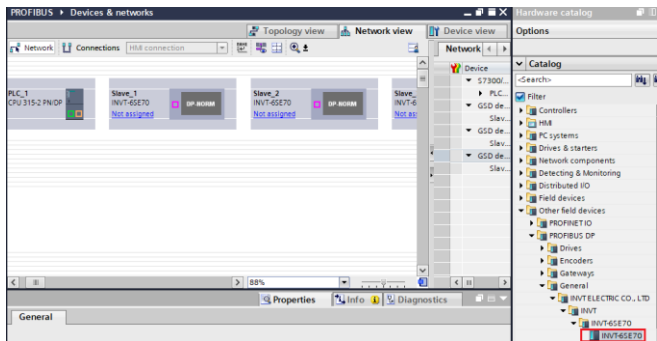 PROFIBUS ▸ Devices & networks
Hardware catalog
Topology view
Network view
Device view
Options
Network
Connections
HMI connection
Network
Device
S7300/...
PLC...
GSD de...
Slav...
GSD de...
Slav...
GSD de...
Slav...
PLC_1
CPU 315-2 PN/DP
Slave_1
INVT-6SE70
Not assigned
DP-NORM
Slave_2
INVT-6SE70
Not assigned
DP-NORM
Slave_
INVT-6
Not as
88%
Properties
Info
Diagnostics
General
Catalog
<Search>
Filter
Controllers
HMI
PC systems
Drives & starters
Network components
Detecting & Monitoring
Distributed I/O
Field devices
Other field devices
PROFINET IO
PROFIBUS DP
Drives
Encoders
Gateways
General
INVT ELECTRIC CO., LTD
INVT
INVT-6SE70
INVT-6SE70